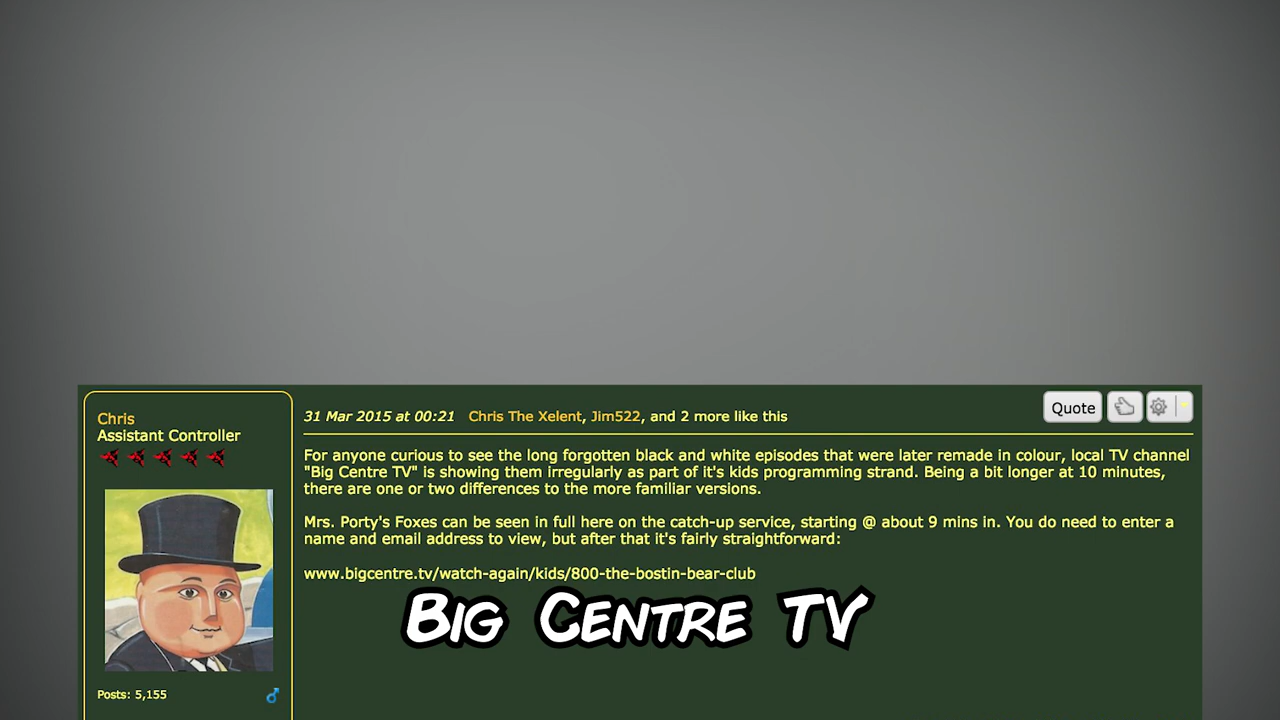 Chris
Assistant Controller
31 Mar 2015 at 00:21 Chris The Xelent, Jim522, and 2 more like this
Quote
For anyone curious to see the long forgotten black and white episodes that were later remade in colour, local TV channel
"Big Centre TV" is showing them irregularly as part of it's kids programming strand. Being a bit longer at 10 minutes,
there are one or two differences to the more familiar versions.
Mrs. Porty's Foxes can be seen in full here on the catch-up service, starting @ about 9 mins in. You do need to enter a
name and email address to view, but after that it's fairly straightforward:
www.bigcentre.tv/watch-again/kids/800-the-bostin-bear-club
Big Centre TV
Posts: 5,155